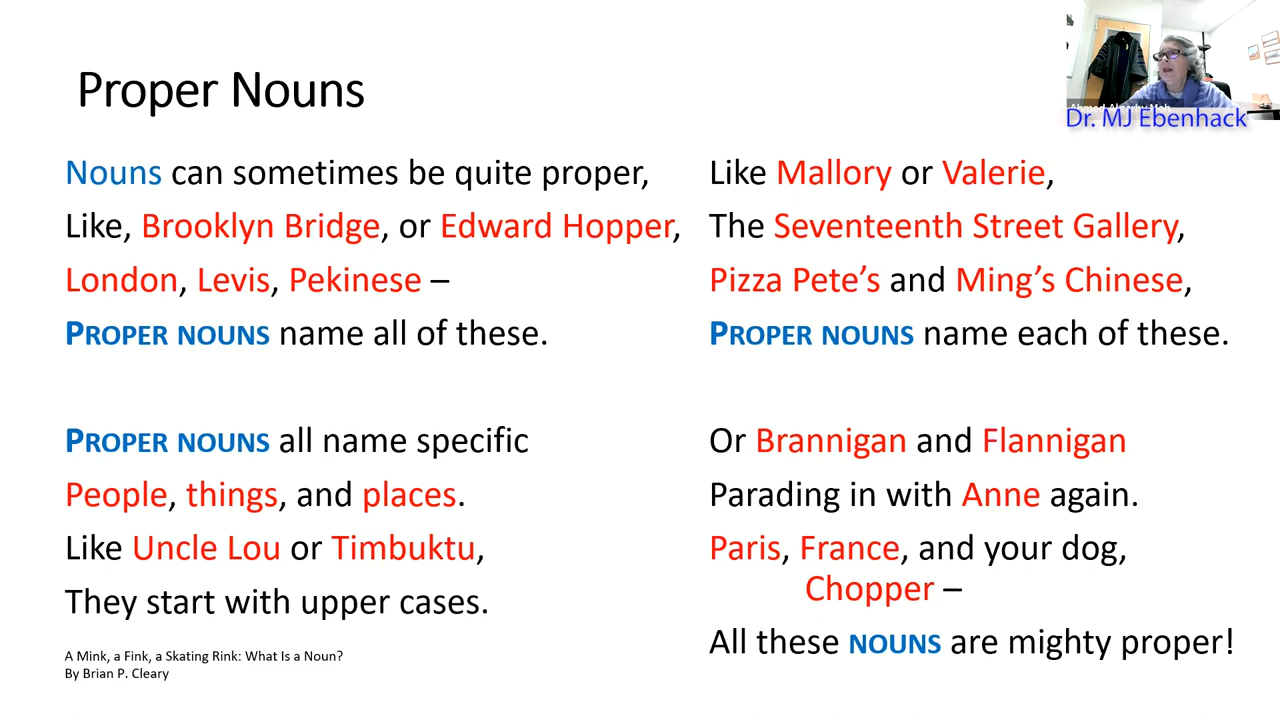 Proper Nouns
Dr. MJ Ebenhack
Nouns can sometimes be quite proper,
Like, Brooklyn Bridge, or Edward Hopper,
London, Levis, Pekinese –
PROPER NOUNS name all of these.
PROPER NOUNS all name specific
People, things, and places.
Like Uncle Lou or Timbuktu,
They start with upper cases.
A Mink, a Fink, a Skating Rink: What Is a Noun?
By Brian P. Cleary
Like Mallory or Valerie,
The Seventeenth Street Gallery,
Pizza Pete’s and Ming’s Chinese,
PROPER NOUNS name each of these.
Or Brannigan and Flannigan
Parading in with Anne again.
Paris, France, and your dog,
Chopper –
All these NOUNS are mighty proper!